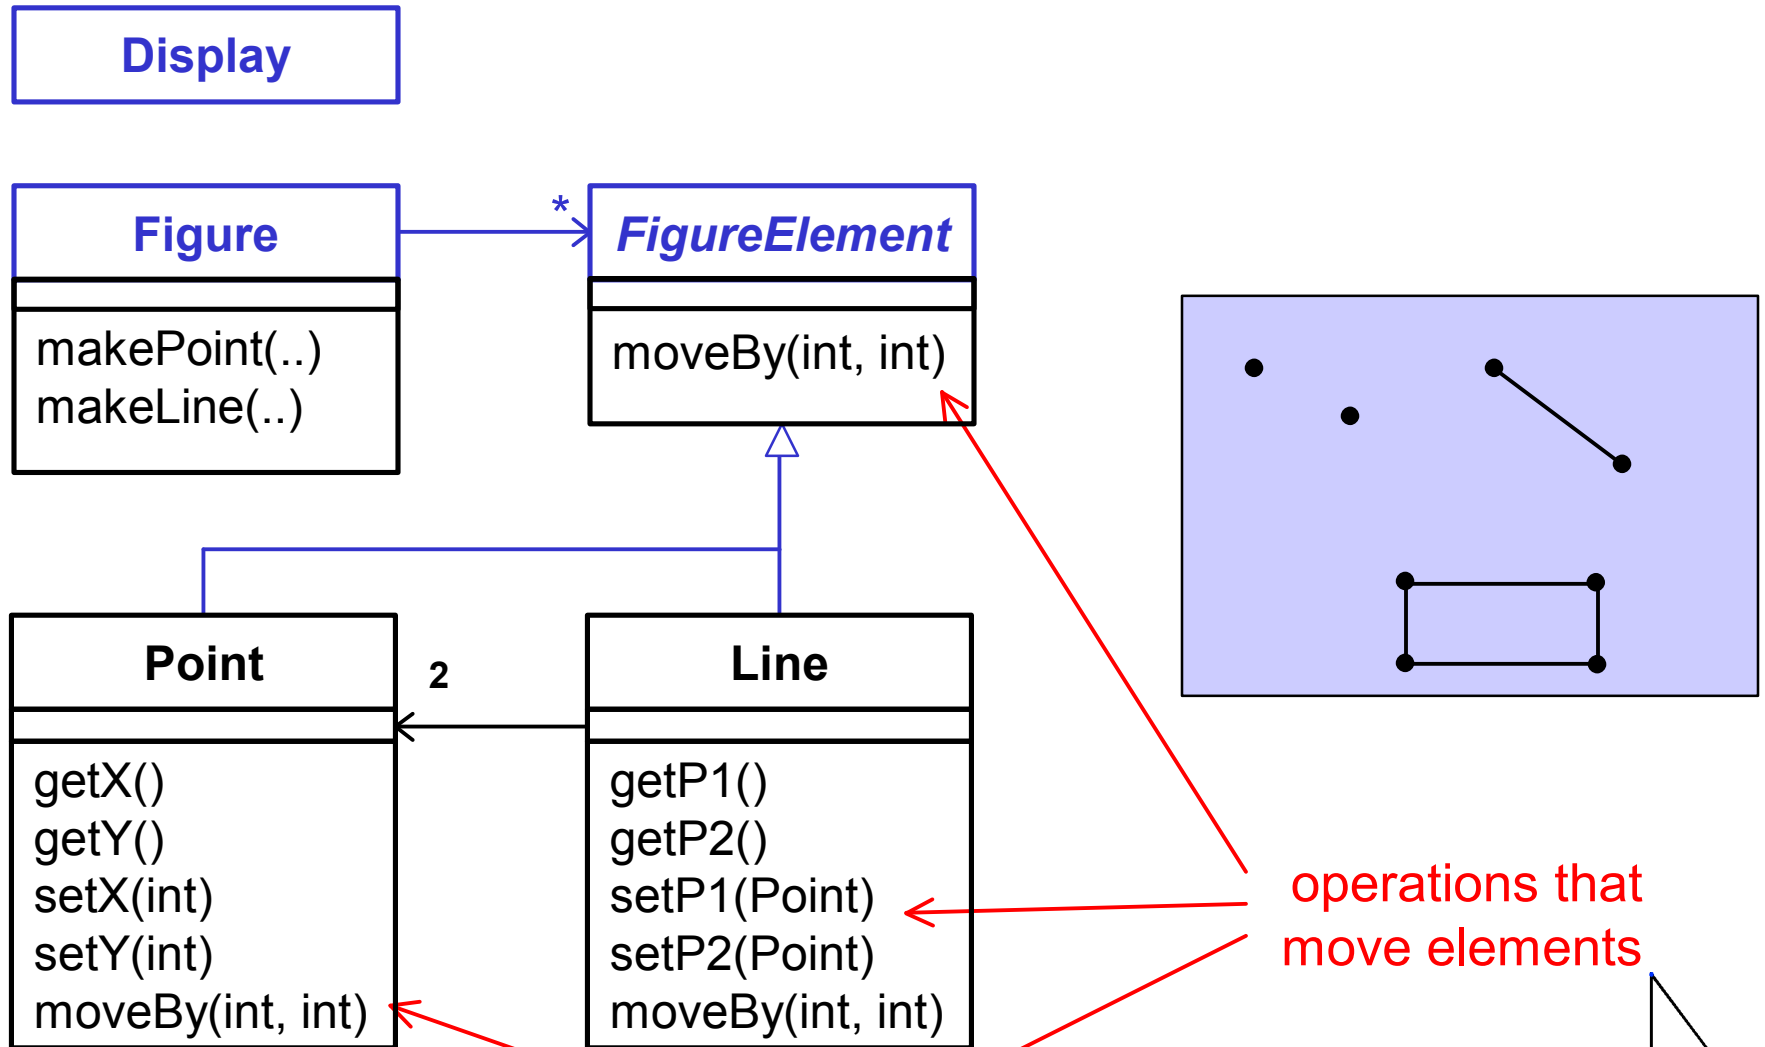 Display
Figure
*
FigureElement
makePoint(..)
makeLine(..)
moveBy(int, int)
Point
2
Line
getX()
getY()
setX(int)
setY(int)
moveBy(int, int)
getP1()
getP2()
setP1(Point)
setP2(Point)
moveBy(int, int)
operations that
move elements